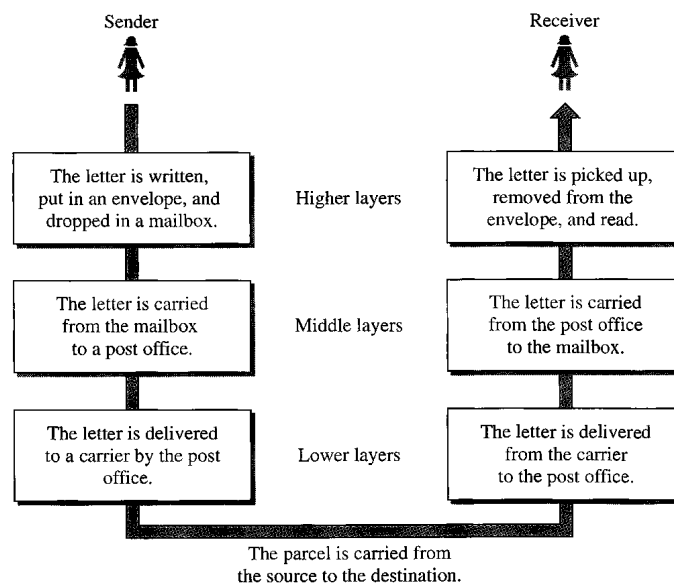 Sender
Receiver
The letter is written,
put in an envelope, and
dropped in a mailbox.
Higher layers
The letter is picked up,
removed from the
envelope, and read.
The letter is carried
from the mailbox
to a post office.
Middle layers
The letter is carried
from the post office
to the mailbox.
The letter is delivered
to a carrier by the post
office.
Lower layers
The letter is delivered
from the carrier
to the post office.
The parcel is carried from
the source to the destination.